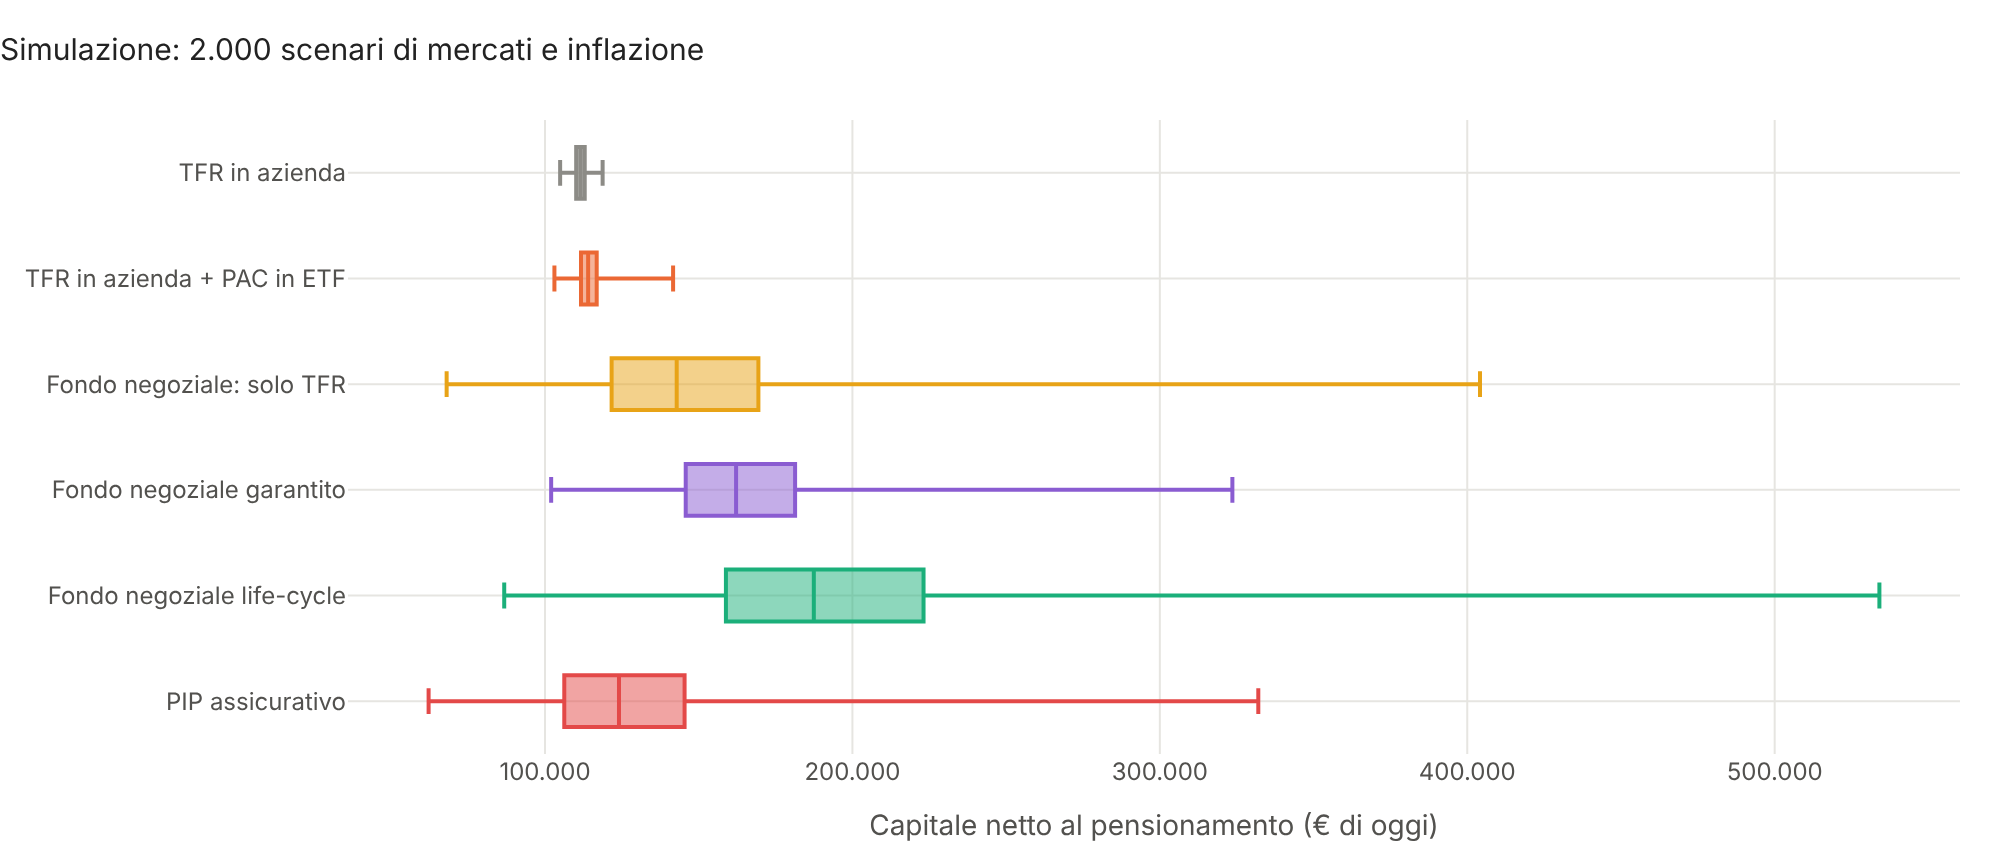 Simulazione: 2.000 scenari di mercati e inflazione
TFR in azienda
TFR in azienda + PAC in ETF
Fondo negoziale: solo TFR
Fondo negoziale garantito
Fondo negoziale life-cycle
PIP assicurativo
100.000 200.000 300.000 400.000 500.000
Capitale netto al pensionamento (€ di oggi)